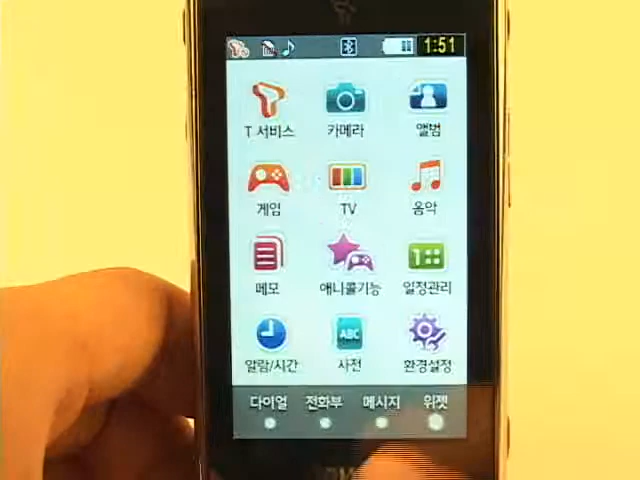 1:51
T 서비스 카메라 앨범
게임 TV 음악
메모 애니콜기능 일정관리
ABC
알람/시간 사전 환경설정
다이얼 전화부 메시지 위젯